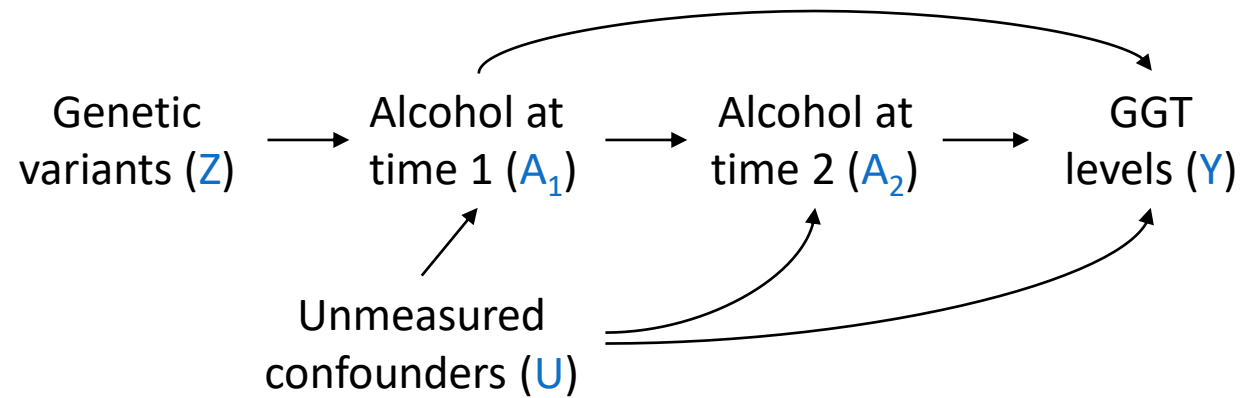 Genetic
variants (Z)
Alcohol at
time 1 (A₁)
Alcohol at
time 2 (A₂)
GGT
levels (Y)
Unmeasured
confounders (U)